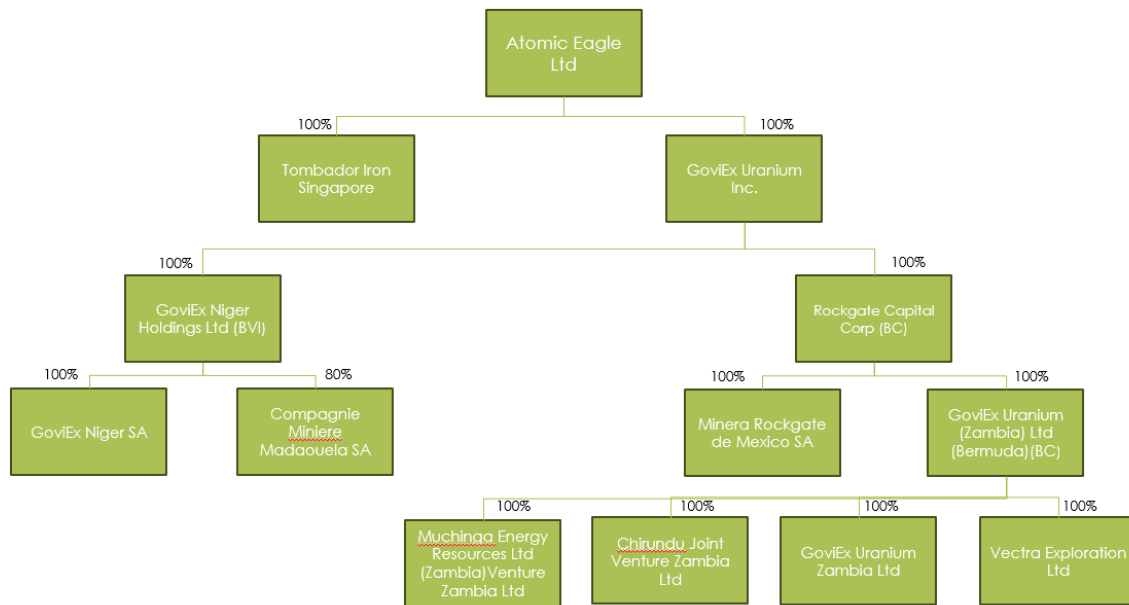 Atomic Eagle
Ltd
100%
100%
Tombador Iron
Singapore
GoviEx Uranium
Inc.
100%
100%
GoviEx Niger
Holdings Ltd (BVI)
Rockgate Capital
Corp (BC)
100%
80%
100%
100%
GoviEx Niger SA
Compagnie
Miniere
Madaouela SA
Minera Rockgate
de Mexico SA
GoviEx Uranium
(Zambia) Ltd
(Bermuda)(BC)
100%
100%
100%
100%
Muchinga Energy
Resources Ltd
(Zambia)Venture
Zambia Ltd
Chirundu Joint
Venture Zambia
Ltd
GoviEx Uranium
Zambia Ltd
Vectra Exploration
Ltd